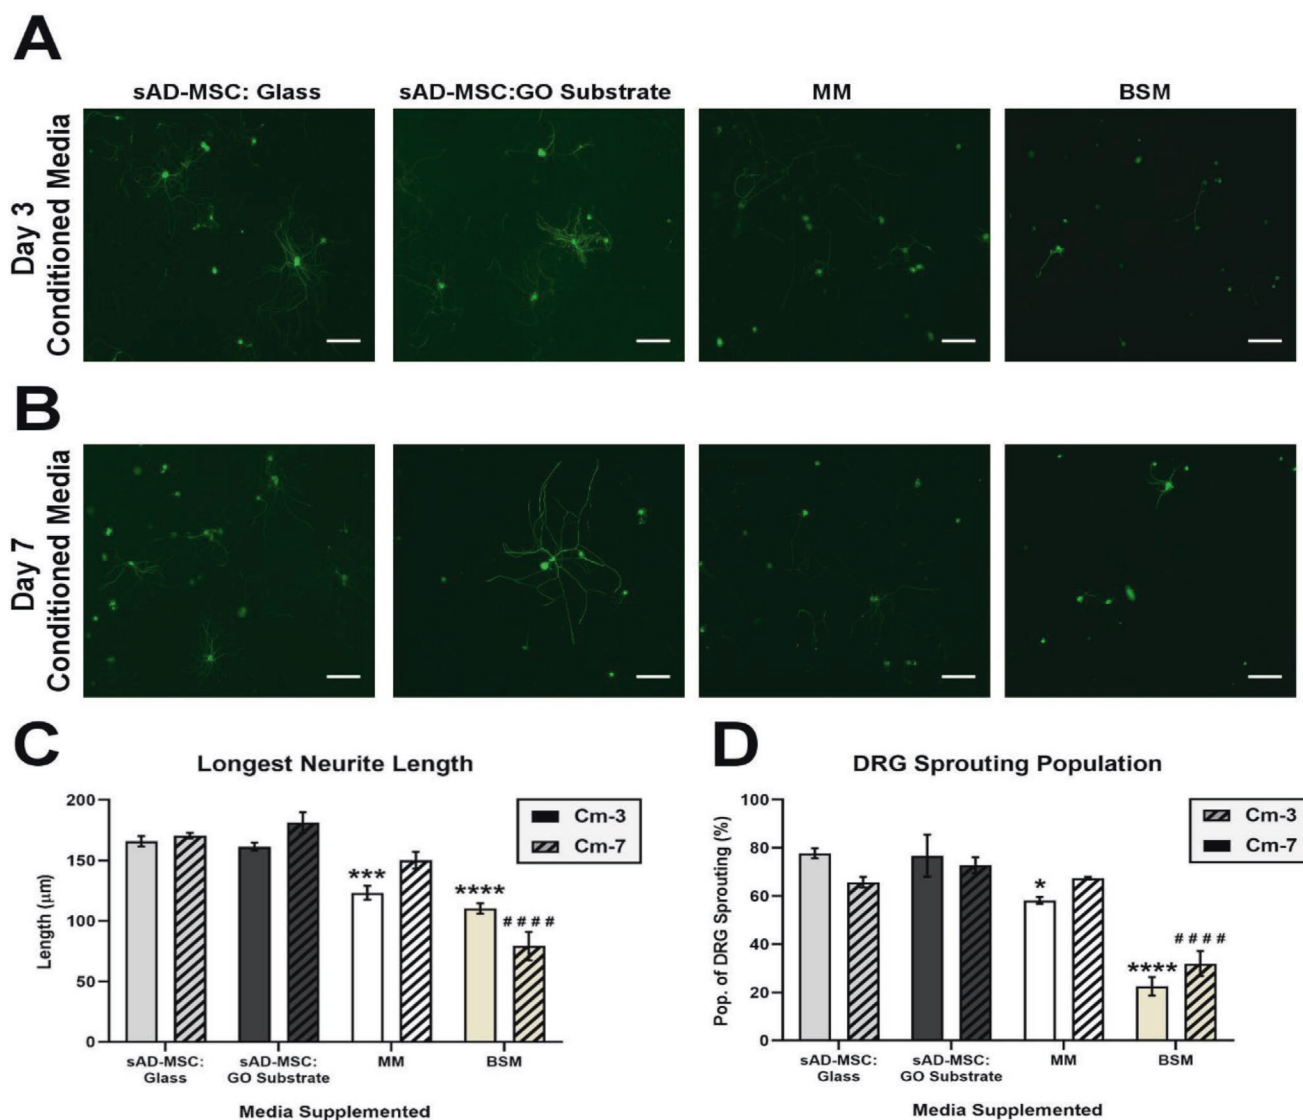 A
sAD-MSC: Glass
sAD-MSC:GO Substrate
MM
BSM
Day 3
Conditioned Media
B
Day 7
Conditioned Media
C
Longest Neurite Length
Length (μm)
200
150
100
50
0
***
****
####
Cm-3
Cm-7
sAD-MSC:
Glass
sAD-MSC:
GO Substrate
MM
BSM
Media Supplemented
D
DRG Sprouting Population
Pop. of DRG Sprouting (%)
100
80
60
40
20
0
*
****
####
Cm-3
Cm-7
sAD-MSC:
Glass
sAD-MSC:
GO Substrate
MM
BSM
Media Supplemented